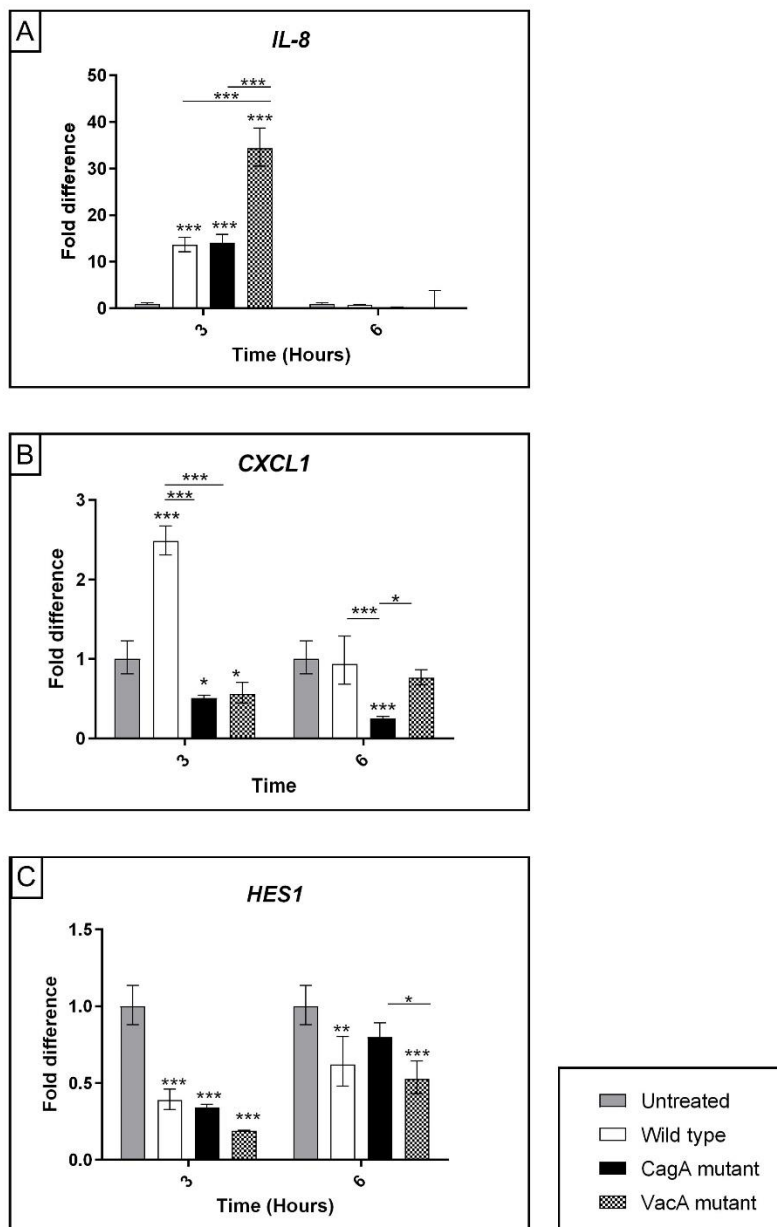 A
IL-8
50
40
30
20
10
0
Fold difference
***
***
***
***
***
3
6
Time (Hours)
B
CXCL1
3
2
1
0
Fold difference
***
***
***
*
*
***
*
***
3
6
Time
C
HES1
1.5
1.0
0.5
0.0
Fold difference
***
***
***
**
*
***
3
6
Time (Hours)
Untreated
Wild type
CagA mutant
VacA mutant